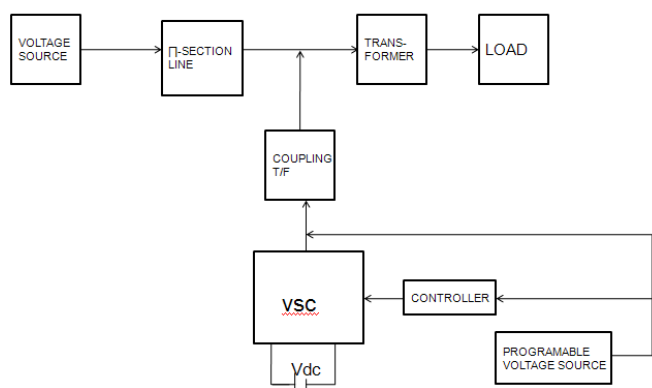 VOLTAGE
SOURCE
∏-SECTION
LINE
TRANS-
FORMER
LOAD
COUPLING
T/F
VSC
CONTROLLER
Vdc
PROGRAMABLE
VOLTAGE SOURCE